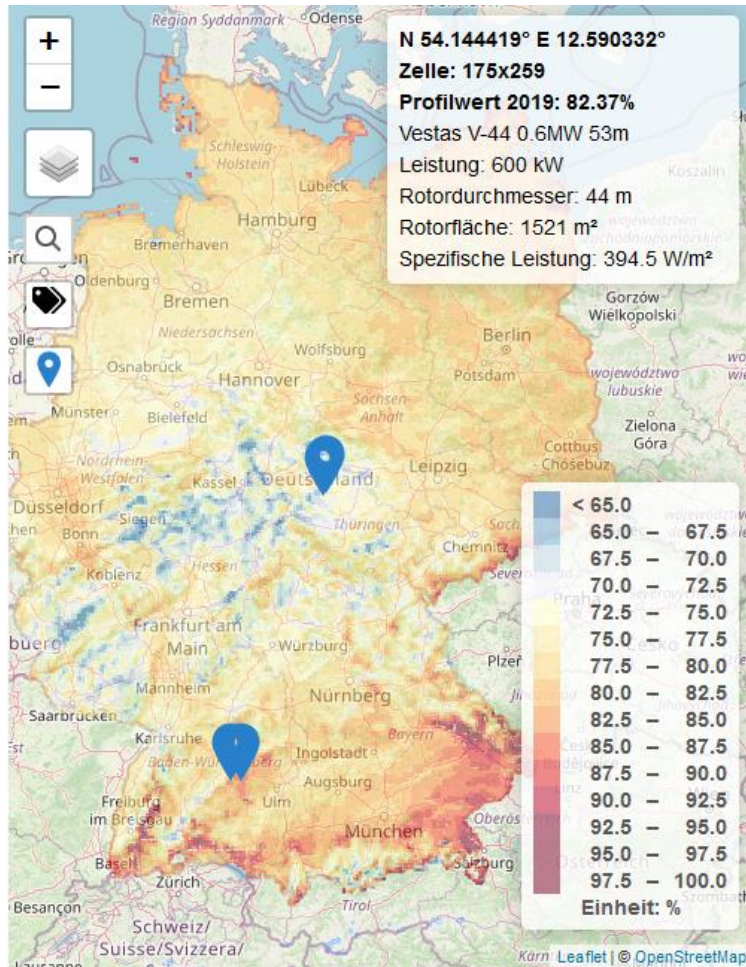 +
−
N 54.144419° E 12.590332°
Zelle: 175x259
Profilwert 2019: 82.37%
Vestas V-44 0.6MW 53m
Leistung: 600 kW
Rotordurchmesser: 44 m
Rotorfläche: 1521 m²
Spezifische Leistung: 394.5 W/m²
Region Syddanmark
Odense
Schleswig-
Holstein
Koszalin
Lübeck
Hamburg
Bremerhaven
Oldenburg
Bremen
Gorzów
Wielkopolski
Niedersachsen
Berlin
Wolfsburg
Osnabrück
Hannover
Potsdam
województwo
lubuskie
Münster
Bielefeld
Sachsen-
Anhalt
Zielona
Góra
Cottbus
Chóśebuz
Nordrhein-
Westfalen
Kassel
Deutschland
Leipzig
Düsseldorf
Siegen
Bonn
Thüringen
Chemnitz
Koblenz
Hessen
Praha
Frankfurt am
Main
Würzburg
Mannheim
Nürnberg
Saarbrücken
Karlsruhe
Ingolstadt
Bayern
Baden-Württemberg
Augsburg
Ulm
Freiburg
im Breisgau
München
Basel
Zürich
Salzburg
Besançon
Tirol
Schweiz/
Suisse/Svizzera/
< 65.0
65.0 – 67.5
67.5 – 70.0
70.0 – 72.5
72.5 – 75.0
75.0 – 77.5
77.5 – 80.0
80.0 – 82.5
82.5 – 85.0
85.0 – 87.5
87.5 – 90.0
90.0 – 92.5
92.5 – 95.0
95.0 – 97.5
97.5 – 100.0
Einheit: %
Leaflet | © OpenStreetMap